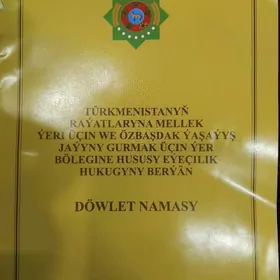 TÜRKMENISTANYŇ
RAÝATLARYNA MELLEK
ÝERI ÜÇIN WE ÖZBAŞDAK ÝAŞAÝYŞ
JAÝYNY GURMAK ÜÇIN ÝER
BÖLEGINE HUSUSY EÝEÇILIK
HUKUGYNY BERÝÄN
DÖWLET NAMASY